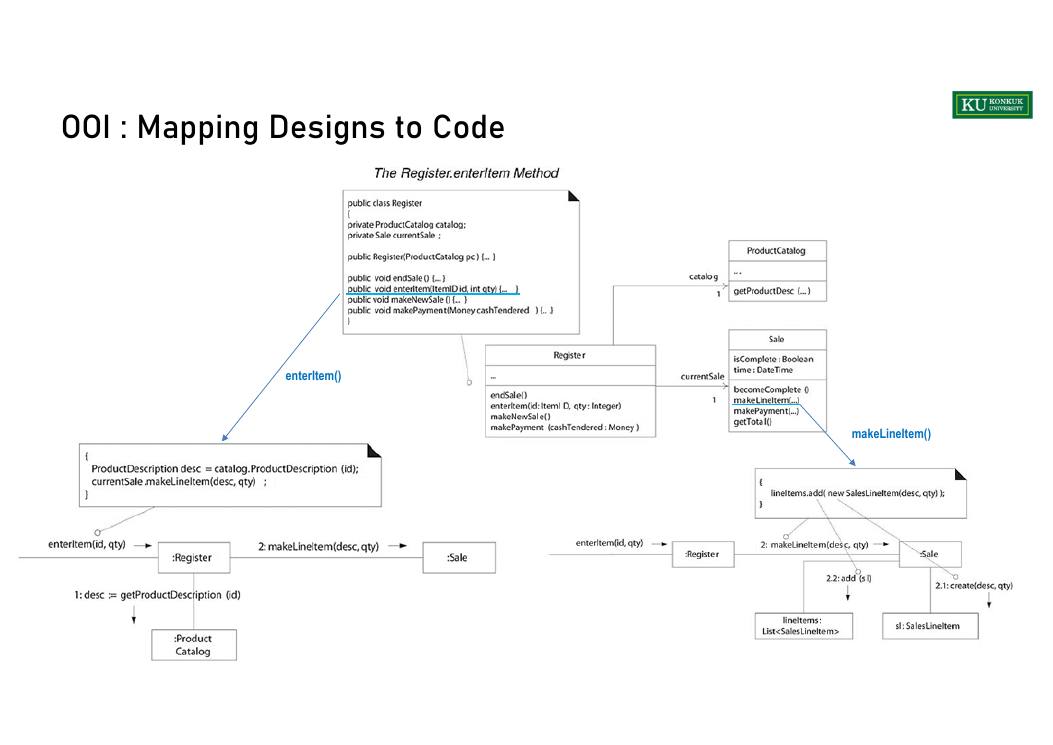 KU KONKUK UNIVERSITY
OOI : Mapping Designs to Code
The Register.enterItem Method
public class Register
{
private ProductCatalog catalog;
private Sale currentSale ;
public Register(ProductCatalog pc ) {... }
public void endSale() {... }
public void enterItem(ItemID id, int qty) {... }
public void makeNewSale () {... }
public void makePayment(Money cashTendered ) {... }
}
ProductCatalog
...
getProductDesc (...)
catalog
1
Sale
isComplete : Boolean
time : DateTime
becomeComplete ()
makeLineItem(...)
makePayment(...)
getTotal()
currentSale
1
Register
...
endSale()
enterItem(id: ItemI D, qty : Integer)
makeNewSale()
makePayment (cashTendered : Money )
enterItem()
makeLineItem()
{
ProductDescription desc = catalog.ProductDescription (id);
currentSale .makeLineItem(desc, qty) ;
}
enterItem(id, qty)
:Register
2: makeLineItem(desc, qty)
:Sale
1: desc := getProductDescription (id)
:Product
Catalog
{
lineItems.add( new SalesLineItem(desc, qty) );
}
enterItem(id, qty)
:Register
2: makeLineItem(desc, qty)
:Sale
2.2: add (s l)
2.1: create(desc, qty)
lineItems :
List<SalesLineItem>
sl : SalesLineItem